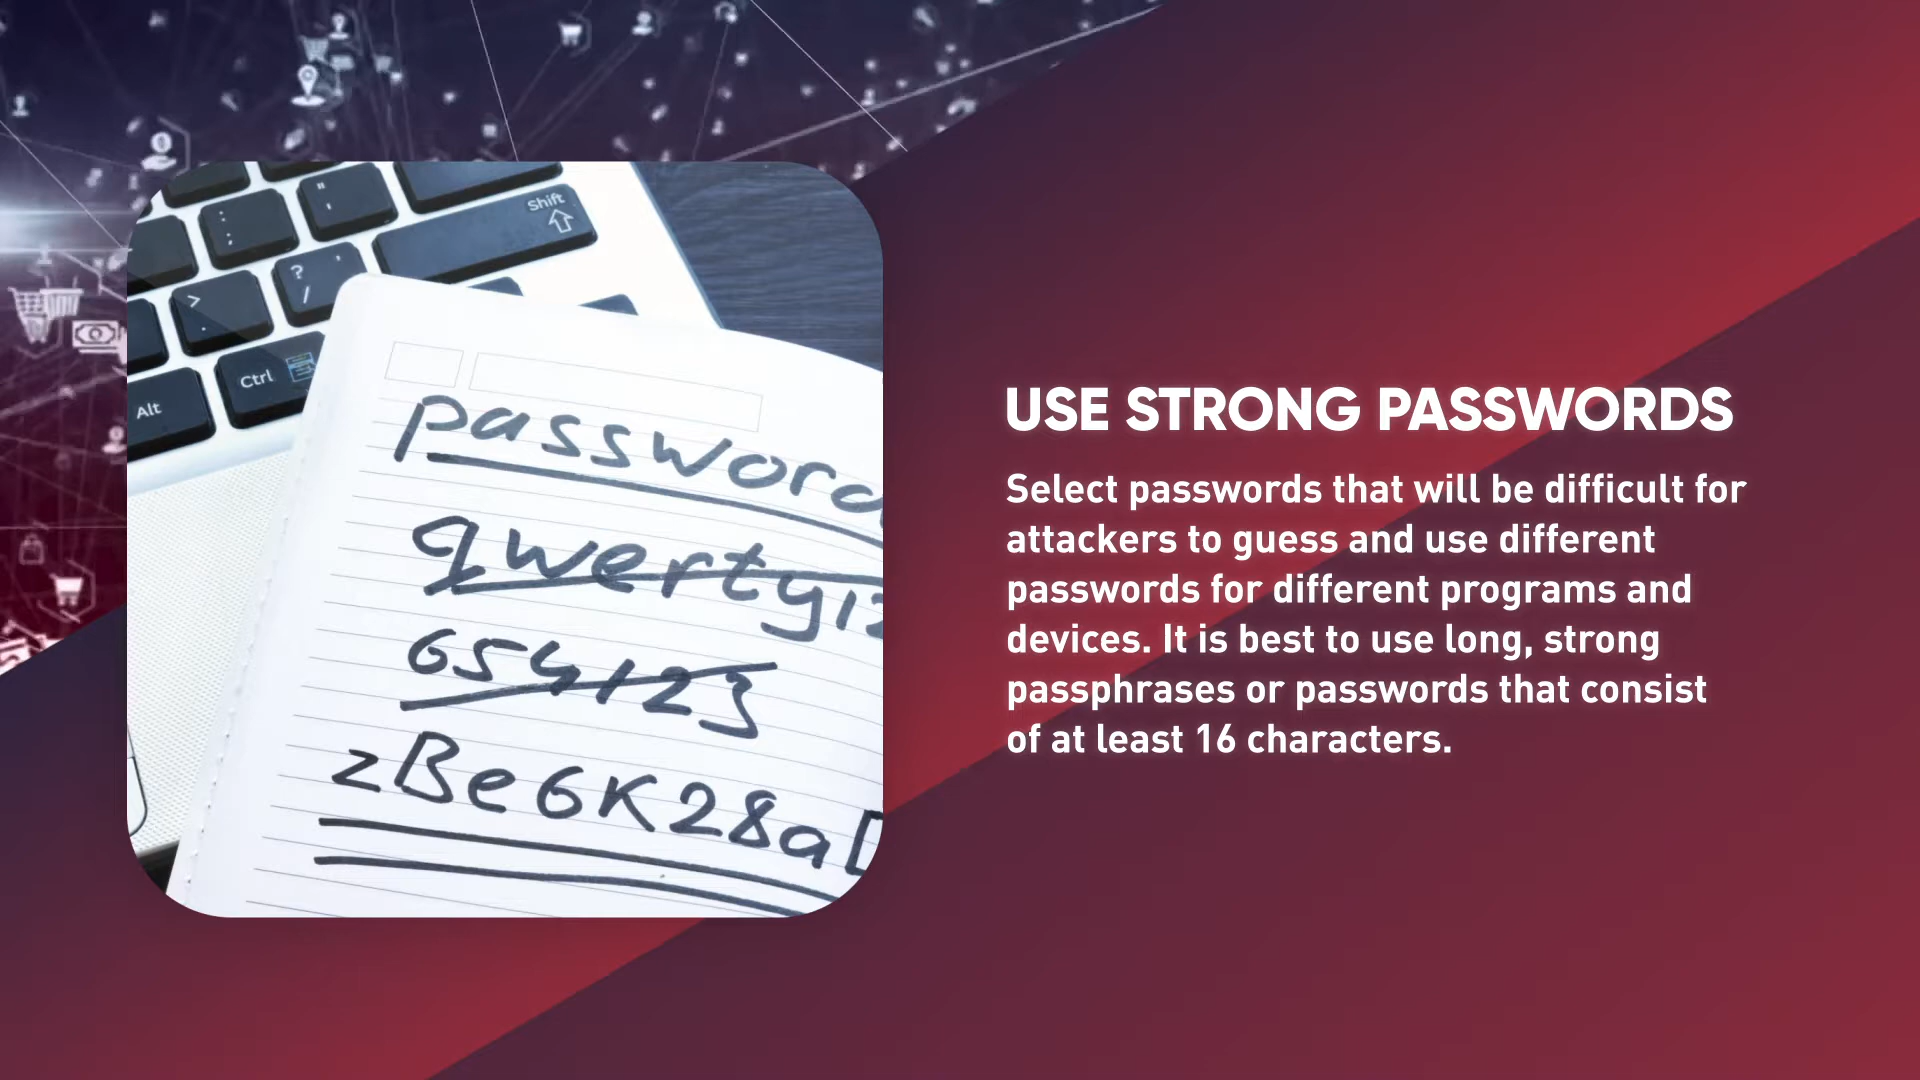 " '
: ;
Shift
? /
> .
Ctrl
Alt
password
qwerty12
654123
zBe6K28a
USE STRONG PASSWORDS
Select passwords that will be difficult for
attackers to guess and use different
passwords for different programs and
devices. It is best to use long, strong
passphrases or passwords that consist
of at least 16 characters.